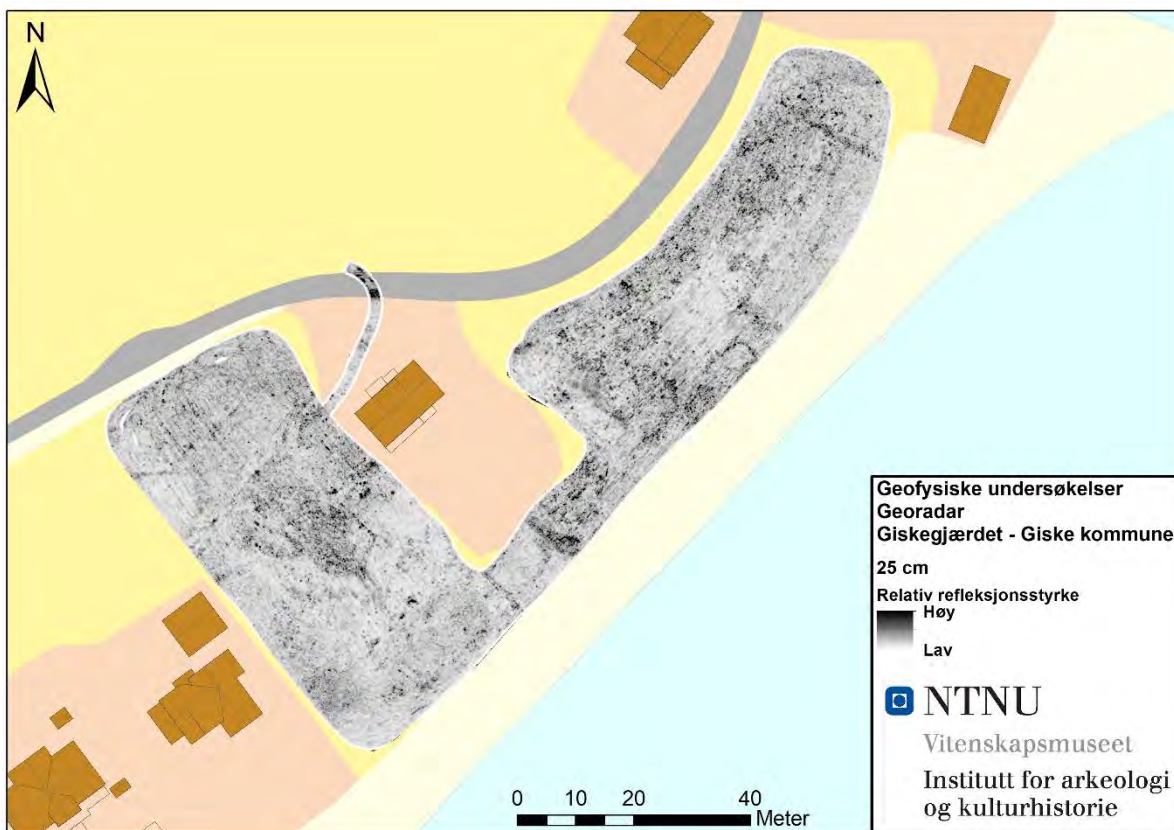 N
Geofysiske undersøkelser
Georadar
Giskegjærdet - Giske kommune
25 cm
Relativ refleksjonsstyrke
Høy
Lav
NTNU
Vitenskapsmuseet
Institutt for arkeologi
og kulturhistorie
0 10 20 40
Meter